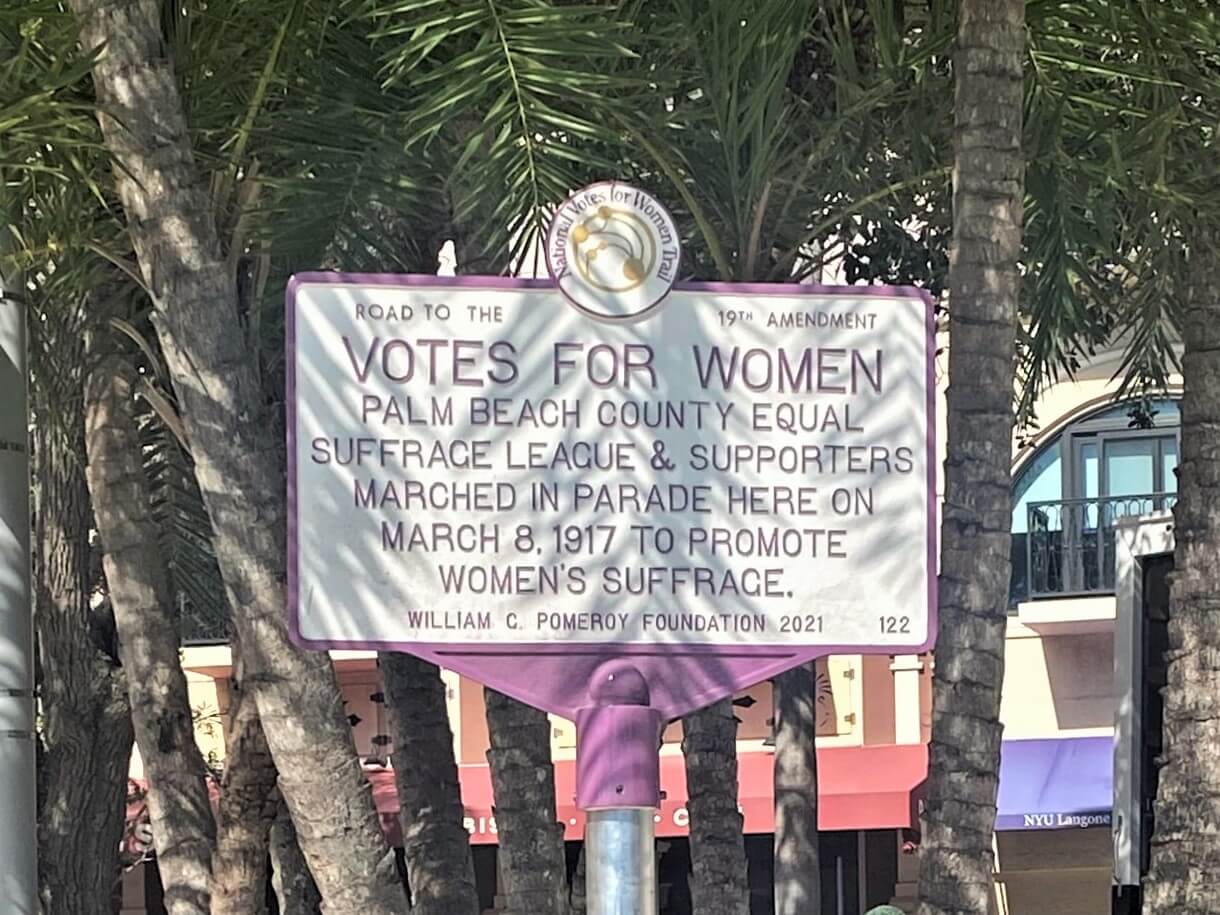 National Votes for Women Trail
ROAD TO THE 19TH AMENDMENT
VOTES FOR WOMEN
PALM BEACH COUNTY EQUAL
SUFFRAGE LEAGUE & SUPPORTERS
MARCHED IN PARADE HERE ON
MARCH 8, 1917 TO PROMOTE
WOMEN'S SUFFRAGE.
WILLIAM C. POMEROY FOUNDATION 2021 122
NYU Langone